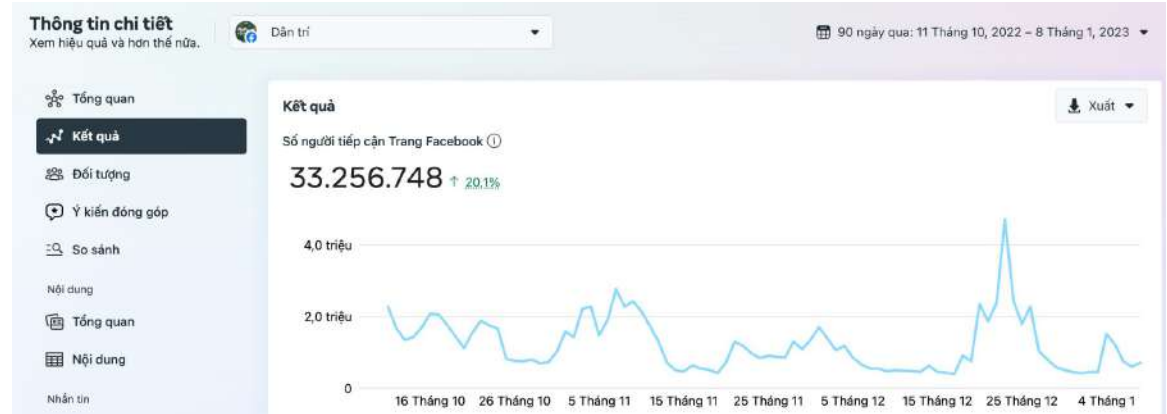 Thông tin chi tiết
Xem hiệu quả và hơn thế nữa.
Dân trí
90 ngày qua: 11 Tháng 10, 2022 – 8 Tháng 1, 2023
Tổng quan
Kết quả
Đối tượng
Ý kiến đóng góp
So sánh
Nội dung
Tổng quan
Nội dung
Nhắn tin
Kết quả
Xuất
Số người tiếp cận Trang Facebook
33.256.748 ↑ 20,1%
4,0 triệu
2,0 triệu
0
16 Tháng 10 26 Tháng 10 5 Tháng 11 15 Tháng 11 25 Tháng 11 5 Tháng 12 15 Tháng 12 25 Tháng 12 4 Tháng 1